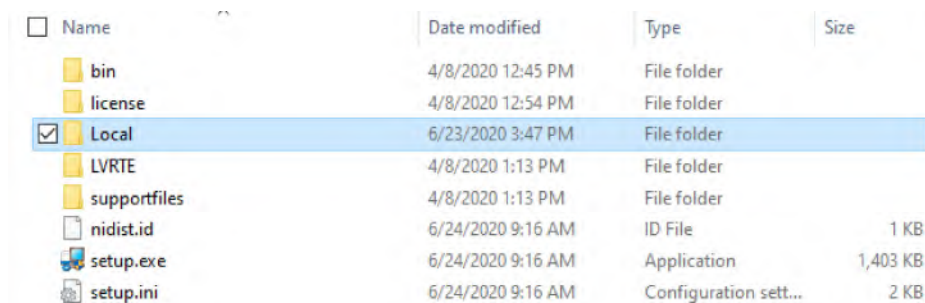 Name Date modified Type Size
bin 4/8/2020 12:45 PM File folder
license 4/8/2020 12:54 PM File folder
Local 6/23/2020 3:47 PM File folder
LVRTE 4/8/2020 1:13 PM File folder
supportfiles 4/8/2020 1:13 PM File folder
nidist.id 6/24/2020 9:16 AM ID File 1 KB
setup.exe 6/24/2020 9:16 AM Application 1,403 KB
setup.ini 6/24/2020 9:16 AM Configuration sett... 2 KB